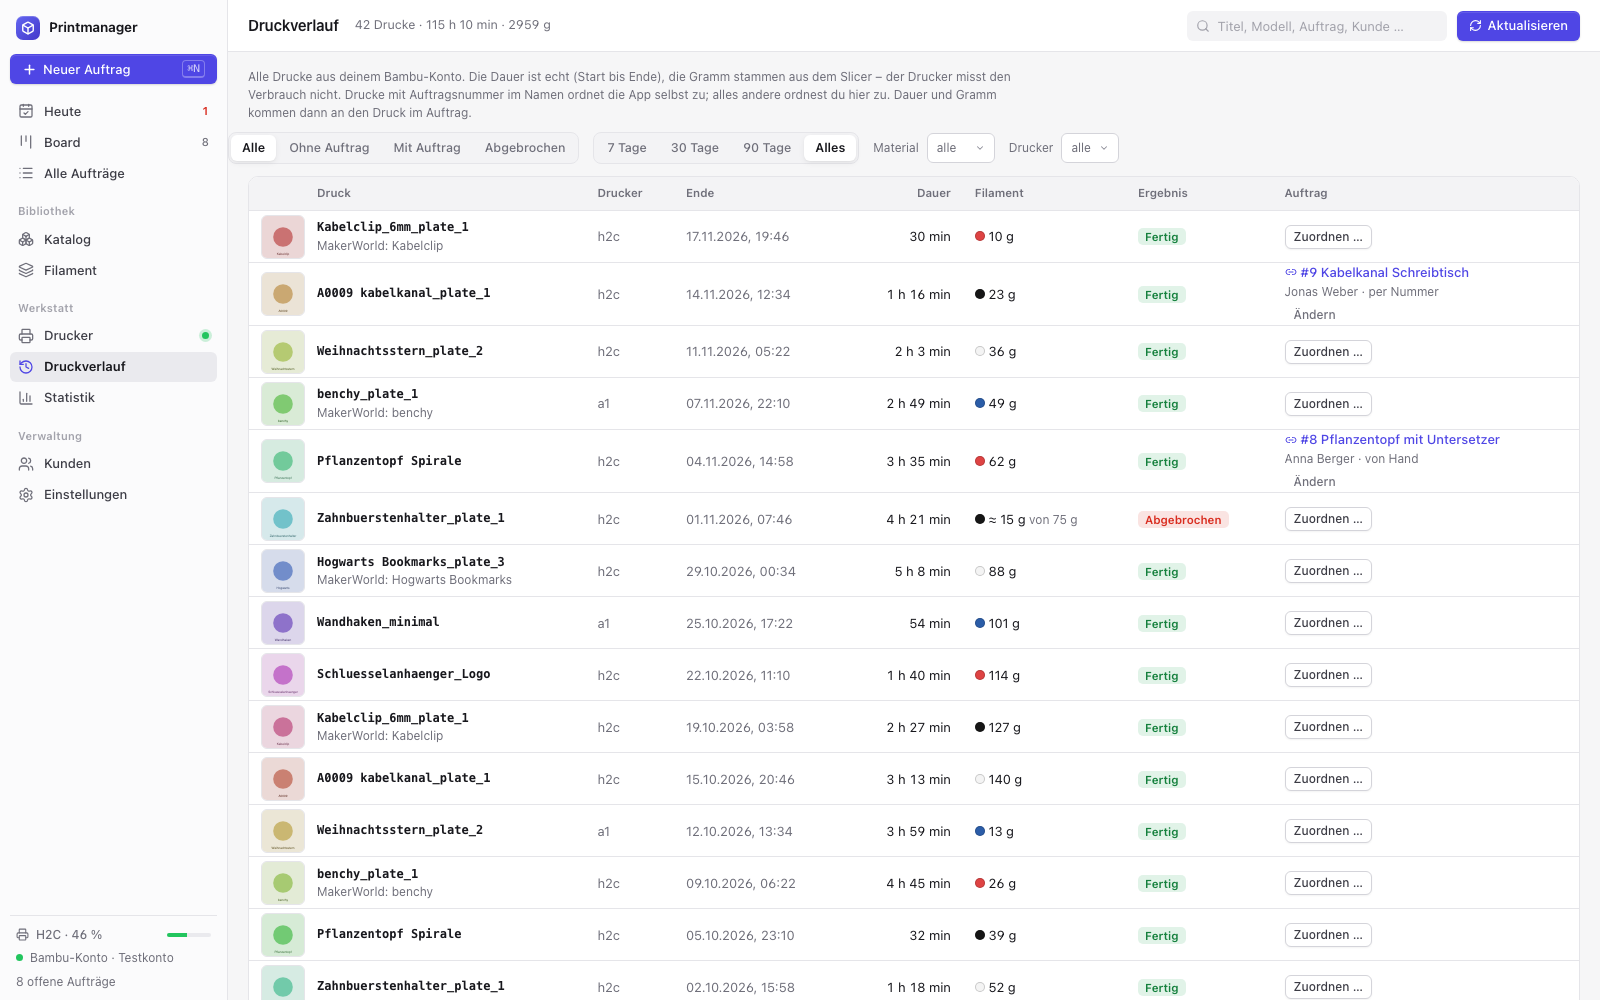 Printmanager
Neuer Auftrag ⌘N
Heute 1
Board 8
Alle Aufträge
Bibliothek
Katalog
Filament
Werkstatt
Drucker
Druckverlauf
Statistik
Verwaltung
Kunden
Einstellungen
H2C · 46 %
Bambu-Konto · Testkonto
8 offene Aufträge
Druckverlauf 42 Drucke · 115 h 10 min · 2959 g
Titel, Modell, Auftrag, Kunde ...
Aktualisieren
Alle Drucke aus deinem Bambu-Konto. Die Dauer ist echt (Start bis Ende), die Gramm stammen aus dem Slicer – der Drucker misst den
Verbrauch nicht. Drucke mit Auftragsnummer im Namen ordnet die App selbst zu; alles andere ordnest du hier zu. Dauer und Gramm
kommen dann an den Druck im Auftrag.
Alle Ohne Auftrag Mit Auftrag Abgebrochen 7 Tage 30 Tage 90 Tage Alles Material alle Drucker alle
Druck Drucker Ende Dauer Filament Ergebnis Auftrag
Kabelclip_6mm_plate_1
MakerWorld: Kabelclip
h2c 17.11.2026, 19:46 30 min 10 g Fertig Zuordnen ...
A0009 kabelkanal_plate_1 h2c 14.11.2026, 12:34 1 h 16 min 23 g Fertig
#9 Kabelkanal Schreibtisch
Jonas Weber · per Nummer
Ändern
Weihnachtsstern_plate_2 h2c 11.11.2026, 05:22 2 h 3 min 36 g Fertig Zuordnen ...
benchy_plate_1
MakerWorld: benchy
a1 07.11.2026, 22:10 2 h 49 min 49 g Fertig Zuordnen ...
Pflanzentopf Spirale h2c 04.11.2026, 14:58 3 h 35 min 62 g Fertig
#8 Pflanzentopf mit Untersetzer
Anna Berger · von Hand
Ändern
Zahnbuerstenhalter_plate_1 h2c 01.11.2026, 07:46 4 h 21 min ≈ 15 g von 75 g Abgebrochen Zuordnen ...
Hogwarts Bookmarks_plate_3
MakerWorld: Hogwarts Bookmarks
h2c 29.10.2026, 00:34 5 h 8 min 88 g Fertig Zuordnen ...
Wandhaken_minimal a1 25.10.2026, 17:22 54 min 101 g Fertig Zuordnen ...
Schluesselanhaenger_Logo h2c 22.10.2026, 11:10 1 h 40 min 114 g Fertig Zuordnen ...
Kabelclip_6mm_plate_1
MakerWorld: Kabelclip
h2c 19.10.2026, 03:58 2 h 27 min 127 g Fertig Zuordnen ...
A0009 kabelkanal_plate_1 h2c 15.10.2026, 20:46 3 h 13 min 140 g Fertig Zuordnen ...
Weihnachtsstern_plate_2 a1 12.10.2026, 13:34 3 h 59 min 13 g Fertig Zuordnen ...
benchy_plate_1
MakerWorld: benchy
h2c 09.10.2026, 06:22 4 h 45 min 26 g Fertig Zuordnen ...
Pflanzentopf Spirale h2c 05.10.2026, 23:10 32 min 39 g Fertig Zuordnen ...
Zahnbuerstenhalter_plate_1 h2c 02.10.2026, 15:58 1 h 18 min 52 g Fertig Zuordnen ...